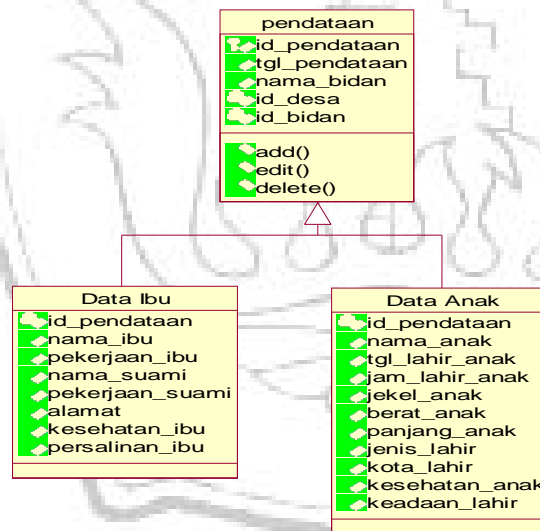 pendataan
id_pendataan
tgl_pendataan
nama_bidan
id_desa
id_bidan
add()
edit()
delete()
Data Ibu
id_pendataan
nama_ibu
pekerjaan_ibu
nama_suami
pekerjaan_suami
alamat
kesehatan_ibu
persalinan_ibu
Data Anak
id_pendataan
nama_anak
tgl_lahir_anak
jam_lahir_anak
jekel_anak
berat_anak
panjang_anak
jenis_lahir
kota_lahir
kesehatan_anak
keadaan_lahir